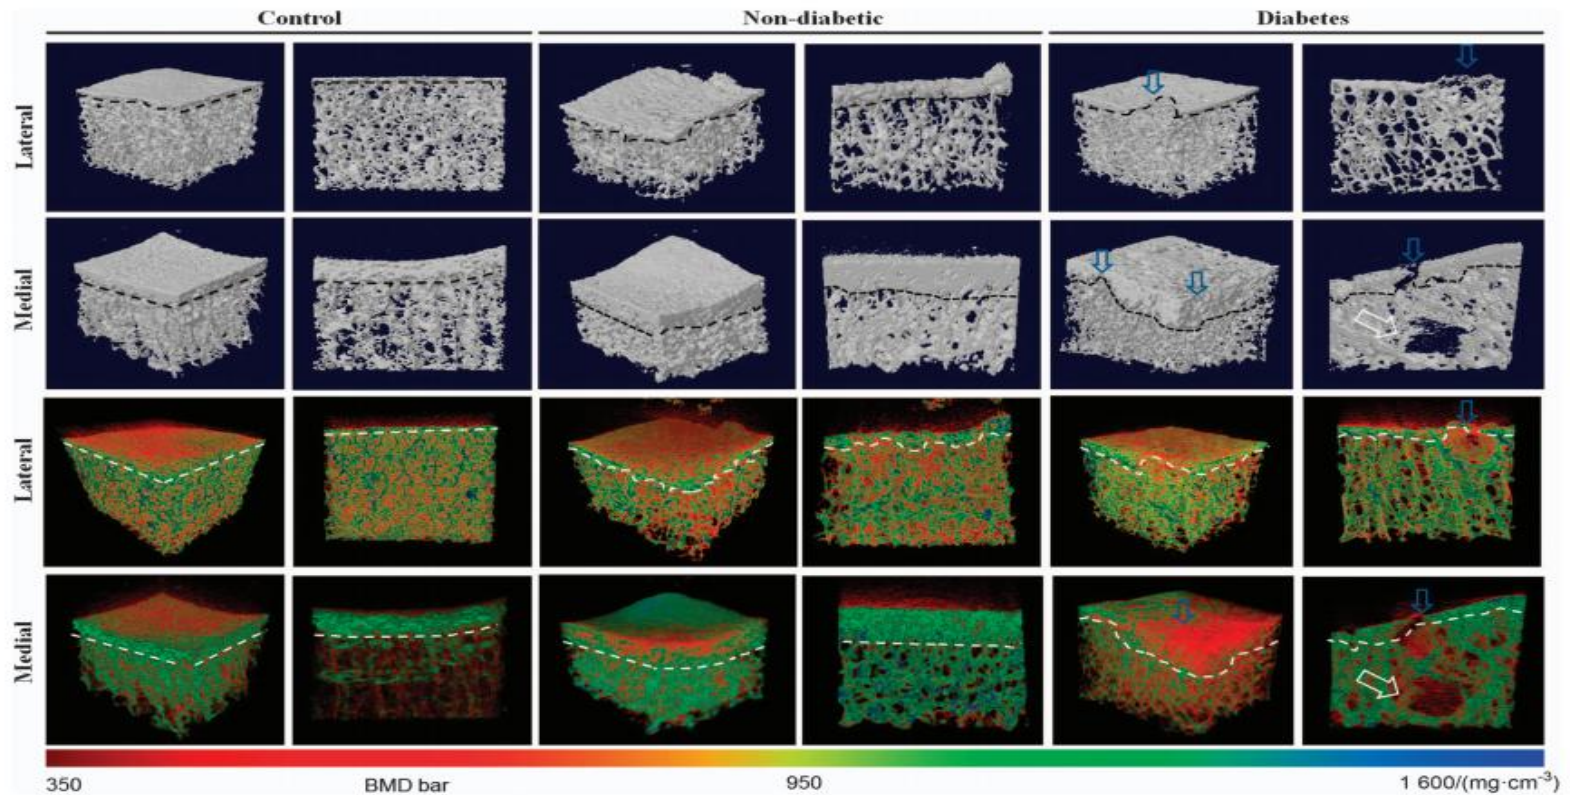 Control Non-diabetic Diabetes
Lateral
Medial
Lateral
Medial
350 BMD bar 950 1 600/(mg·cm⁻³)